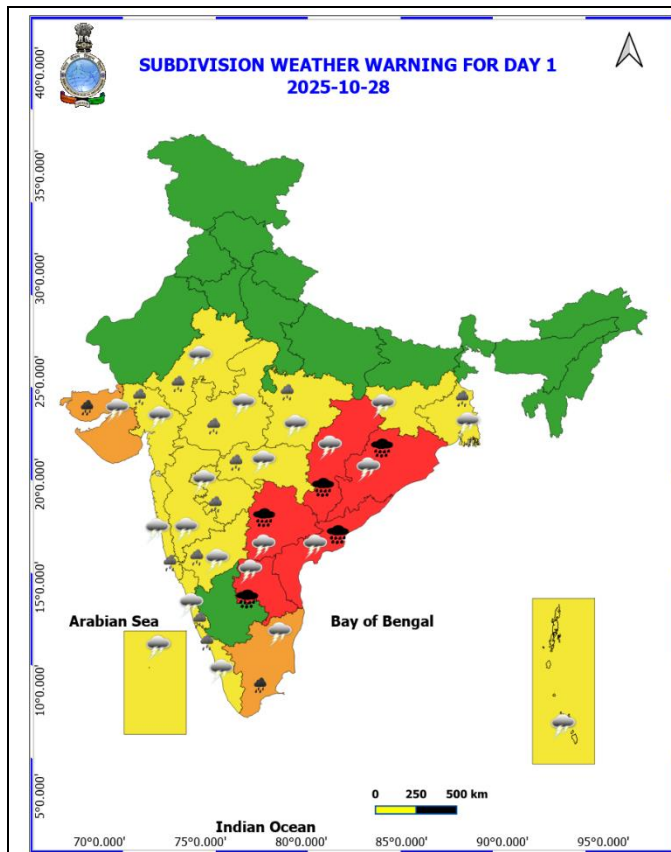 SUBDIVISION WEATHER WARNING FOR DAY 1
2025-10-28
40°0.000'
35°0.000'
30°0.000'
25°0.000'
20°0.000'
15°0.000'
10°0.000'
5°0.000'
Arabian Sea
Bay of Bengal
0 250 500 km
Indian Ocean
70°0.000' 75°0.000' 80°0.000' 85°0.000' 90°0.000' 95°0.000'